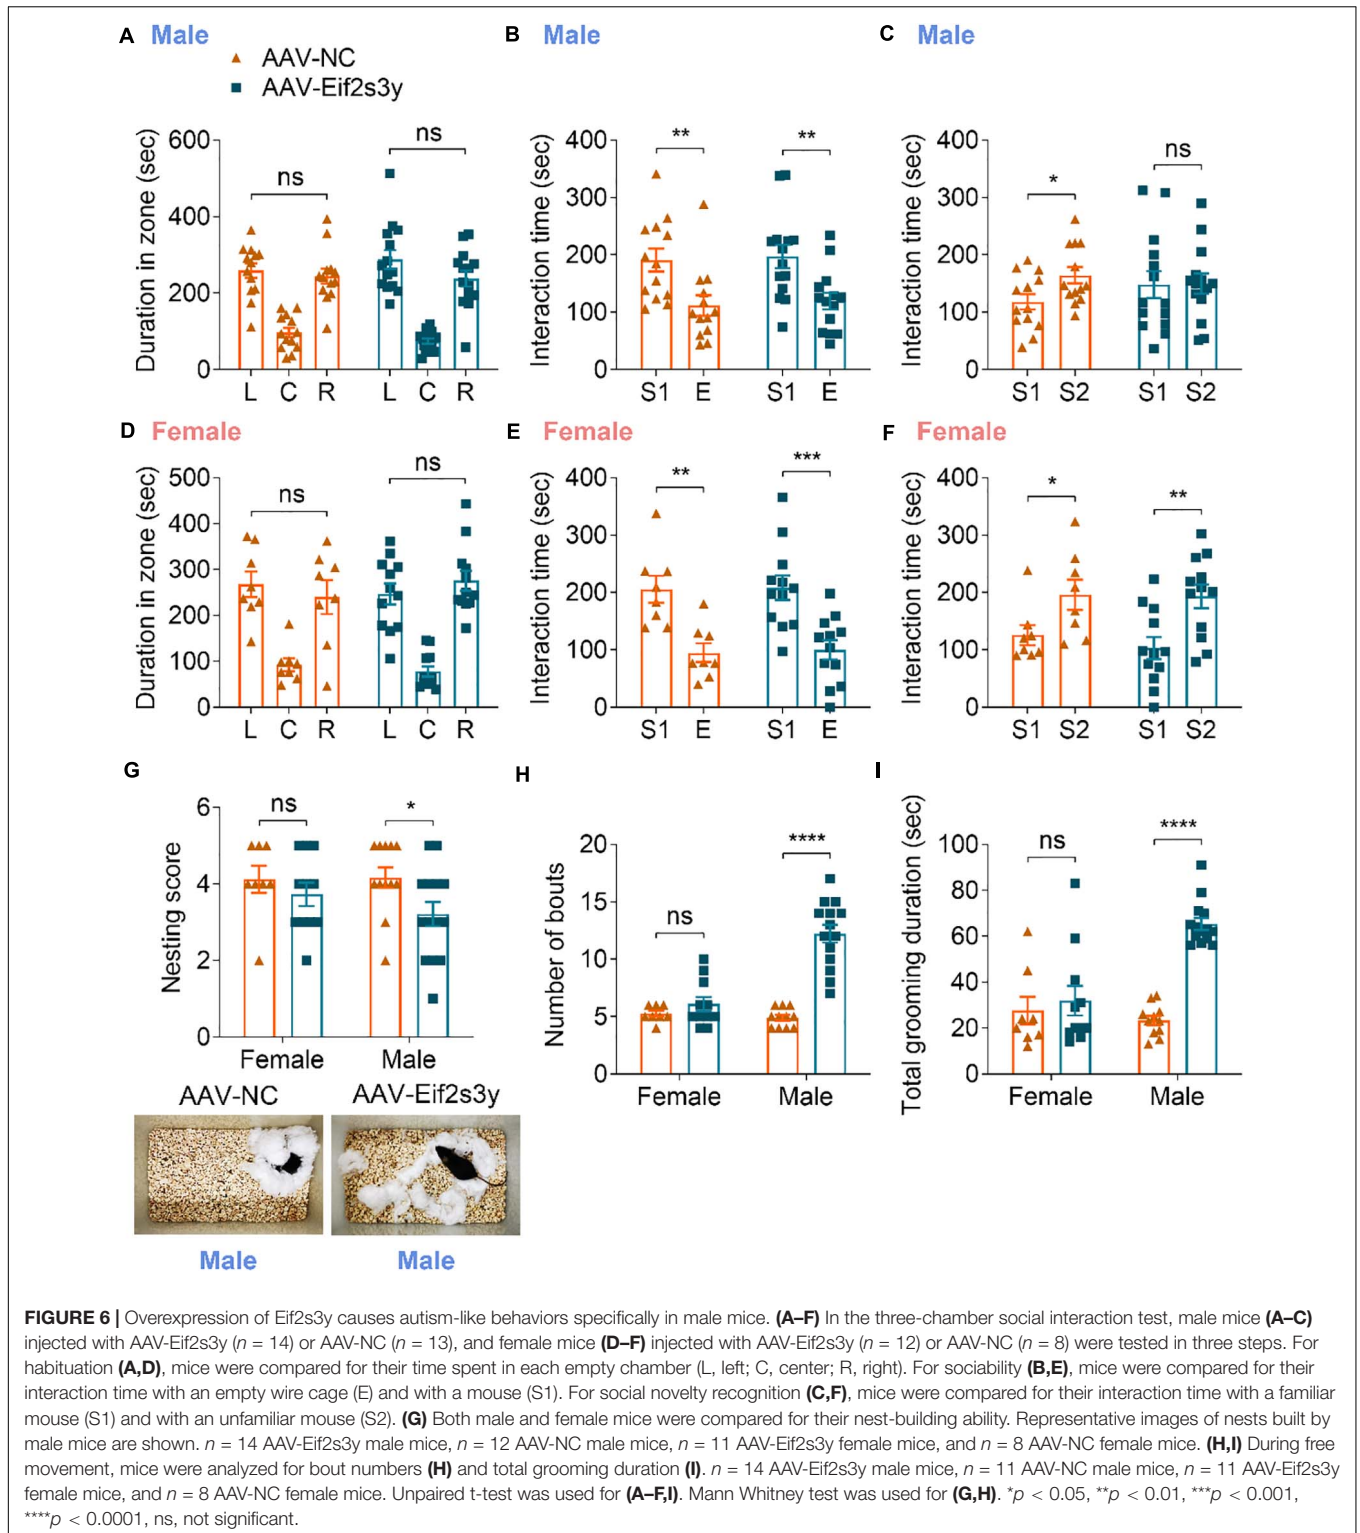 A Male
AAV-NC
AAV-Eif2s3y
Duration in zone (sec)
600
400
200
0
ns
ns
L C R L C R
B Male
Interaction time (sec)
400
300
200
100
0
**
**
S1 E S1 E
C Male
Interaction time (sec)
400
300
200
100
0
*
ns
S1 S2 S1 S2
D Female
Duration in zone (sec)
500
400
300
200
100
0
ns
ns
L C R L C R
E Female
Interaction time (sec)
400
300
200
100
0
**
***
S1 E S1 E
F Female
Interaction time (sec)
400
300
200
100
0
*
**
S1 S2 S1 S2
G
Nesting score
6
4
2
0
ns
*
Female Male
AAV-NC AAV-Eif2s3y
Male Male
H
Number of bouts
20
15
10
5
0
ns
****
Female Male
I
Total grooming duration (sec)
100
80
60
40
20
0
ns
****
Female Male
FIGURE 6 | Overexpression of Eif2s3y causes autism-like behaviors specifically in male mice. (A–F) In the three-chamber social interaction test, male mice (A–C)
injected with AAV-Eif2s3y (n = 14) or AAV-NC (n = 13), and female mice (D–F) injected with AAV-Eif2s3y (n = 12) or AAV-NC (n = 8) were tested in three steps. For
habituation (A,D), mice were compared for their time spent in each empty chamber (L, left; C, center; R, right). For sociability (B,E), mice were compared for their
interaction time with an empty wire cage (E) and with a mouse (S1). For social novelty recognition (C,F), mice were compared for their interaction time with a familiar
mouse (S1) and with an unfamiliar mouse (S2). (G) Both male and female mice were compared for their nest-building ability. Representative images of nests built by
male mice are shown. n = 14 AAV-Eif2s3y male mice, n = 12 AAV-NC male mice, n = 11 AAV-Eif2s3y female mice, and n = 8 AAV-NC female mice. (H,I) During free
movement, mice were analyzed for bout numbers (H) and total grooming duration (I). n = 14 AAV-Eif2s3y male mice, n = 11 AAV-NC male mice, n = 11 AAV-Eif2s3y
female mice, and n = 8 AAV-NC female mice. Unpaired t-test was used for (A–F,I). Mann Whitney test was used for (G,H). *p < 0.05, **p < 0.01, ***p < 0.001,
****p < 0.0001, ns, not significant.